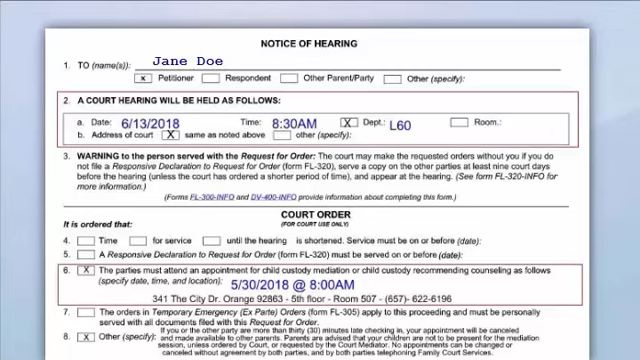 NOTICE OF HEARING
1. TO (name(s)): Jane Doe
x Petitioner Respondent Other Parent/Party Other (specify):
2. A COURT HEARING WILL BE HELD AS FOLLOWS:
a. Date: 6/13/2018 Time: 8:30AM X Dept.: L60 Room.:
b. Address of court X same as noted above other (specify):
3. WARNING to the person served with the Request for Order: The court may make the requested orders without you if you do
not file a Responsive Declaration to Request for Order (form FL-320), serve a copy on the other parties at least nine court days
before the hearing (unless the court has ordered a shorter period of time), and appear at the hearing. (See form FL-320-INFO for
more information.)
(Forms FL-300-INFO and DV-400-INFO provide information about completing this form.)
COURT ORDER
It is ordered that: (FOR COURT USE ONLY)
4. Time for service until the hearing is shortened. Service must be on or before (date):
5. A Responsive Declaration to Request for Order (form FL-320) must be served on or before (date):
6. X The parties must attend an appointment for child custody mediation or child custody recommending counseling as follows
(specify date, time, and location): 5/30/2018 @ 8:00AM
341 The City Dr. Orange 92863 - 5th floor - Room 507 - (657)- 622-6196
7. The orders in Temporary Emergency (Ex Parte) Orders (form FL-305) apply to this proceeding and must be personally
served with all documents filed with this Request for Order.
8. X Other (specify): If you or the other party are more than thirty (30) minutes late checking in, your appointment will be canceled
and made available to other parents. Parents are advised that your children are not to be present for the mediation
session, unless ordered by Court, or requested by the Court Mediator. No appointments can be changed or
canceled without agreement by both parties, and by both parties telephoning Family Court Services.